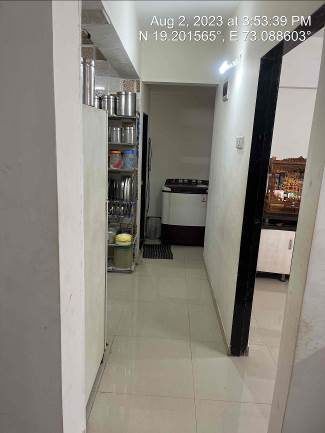 Aug 2, 2023 at 3:53:39 PM
N 19.201565°, E 73.088603°